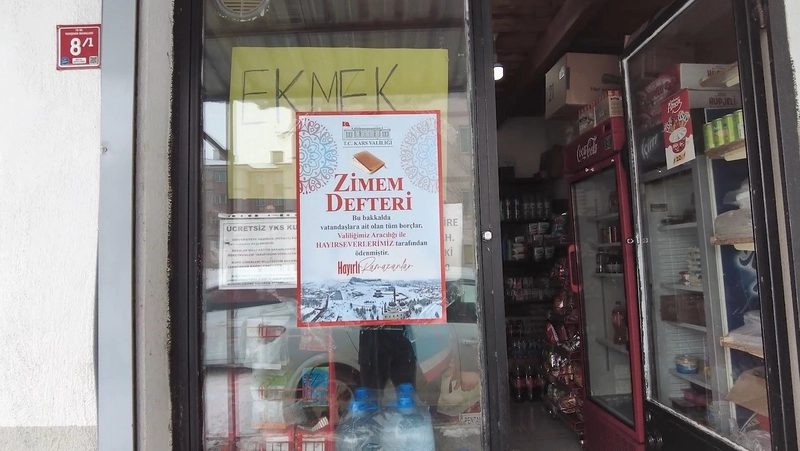 8/1
EKMEK
T.C. KARS VALİLİĞİ
ZİMEM
DEFTERİ
Bu bakkalda
vatandaşlara ait olan tüm borçlar,
Valiliğimiz Aracılığı ile
HAYIRSEVERLERİMİZ tarafından
ödenmiştir.
Hayırlı Ramazanlar
ÜCRETSİZ YKS KU
Coca-Cola